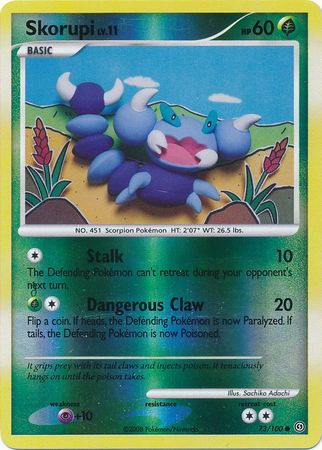 Skorupi LV.11 HP 60
BASIC
NO. 451 Scorpion Pokémon HT: 2'07" WT: 26.5 lbs.
Stalk 10
The Defending Pokémon can't retreat during your opponent's
next turn.
Dangerous Claw 20
Flip a coin. If heads, the Defending Pokémon is now Paralyzed. If
tails, the Defending Pokémon is now Poisoned.
It grips prey with its tail claws and injects poison. It tenaciously
hangs on until the poison takes.
Illus. Sachiko Adachi
weakness resistance retreat cost
+10
©2008 Pokémon/Nintendo 73/100